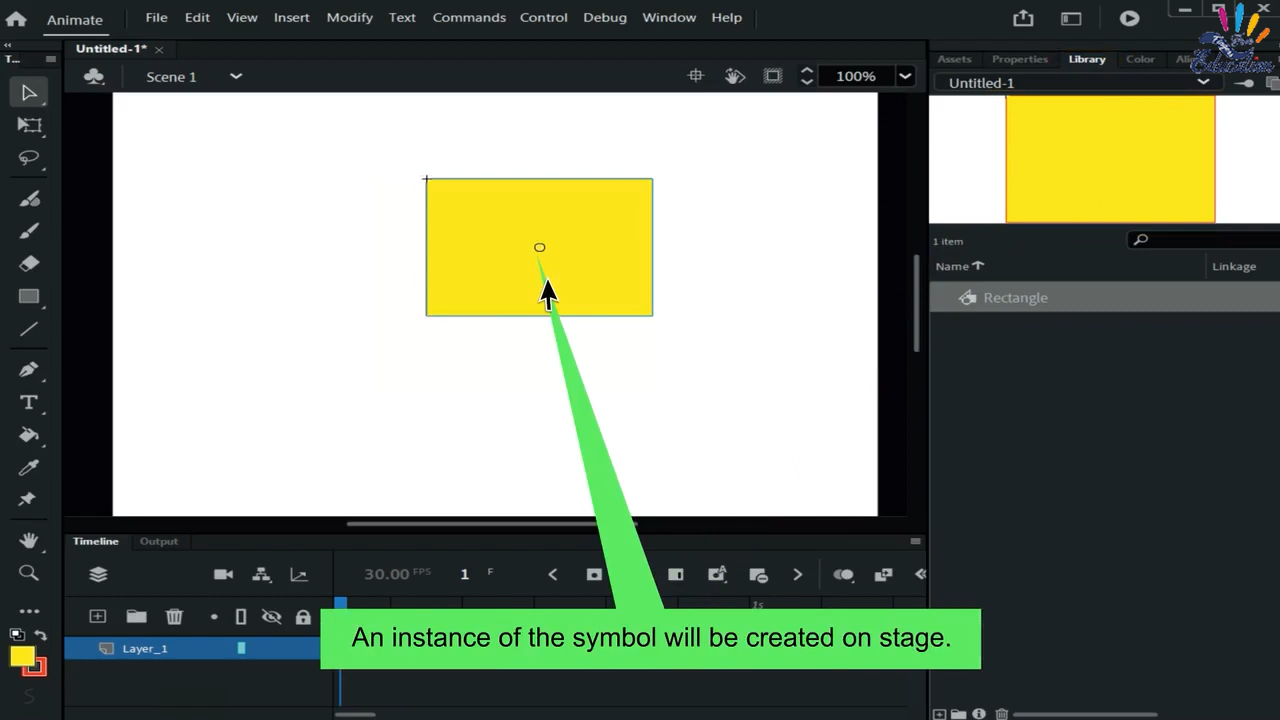 Animate
File Edit View Insert Modify Text Commands Control Debug Window Help
Untitled-1*
Scene 1
100%
Assets Properties Library Color
Untitled-1
1 item
Name Linkage
Rectangle
Timeline Output
30.00 FPS 1 F
1s
Layer_1
An instance of the symbol will be created on stage.